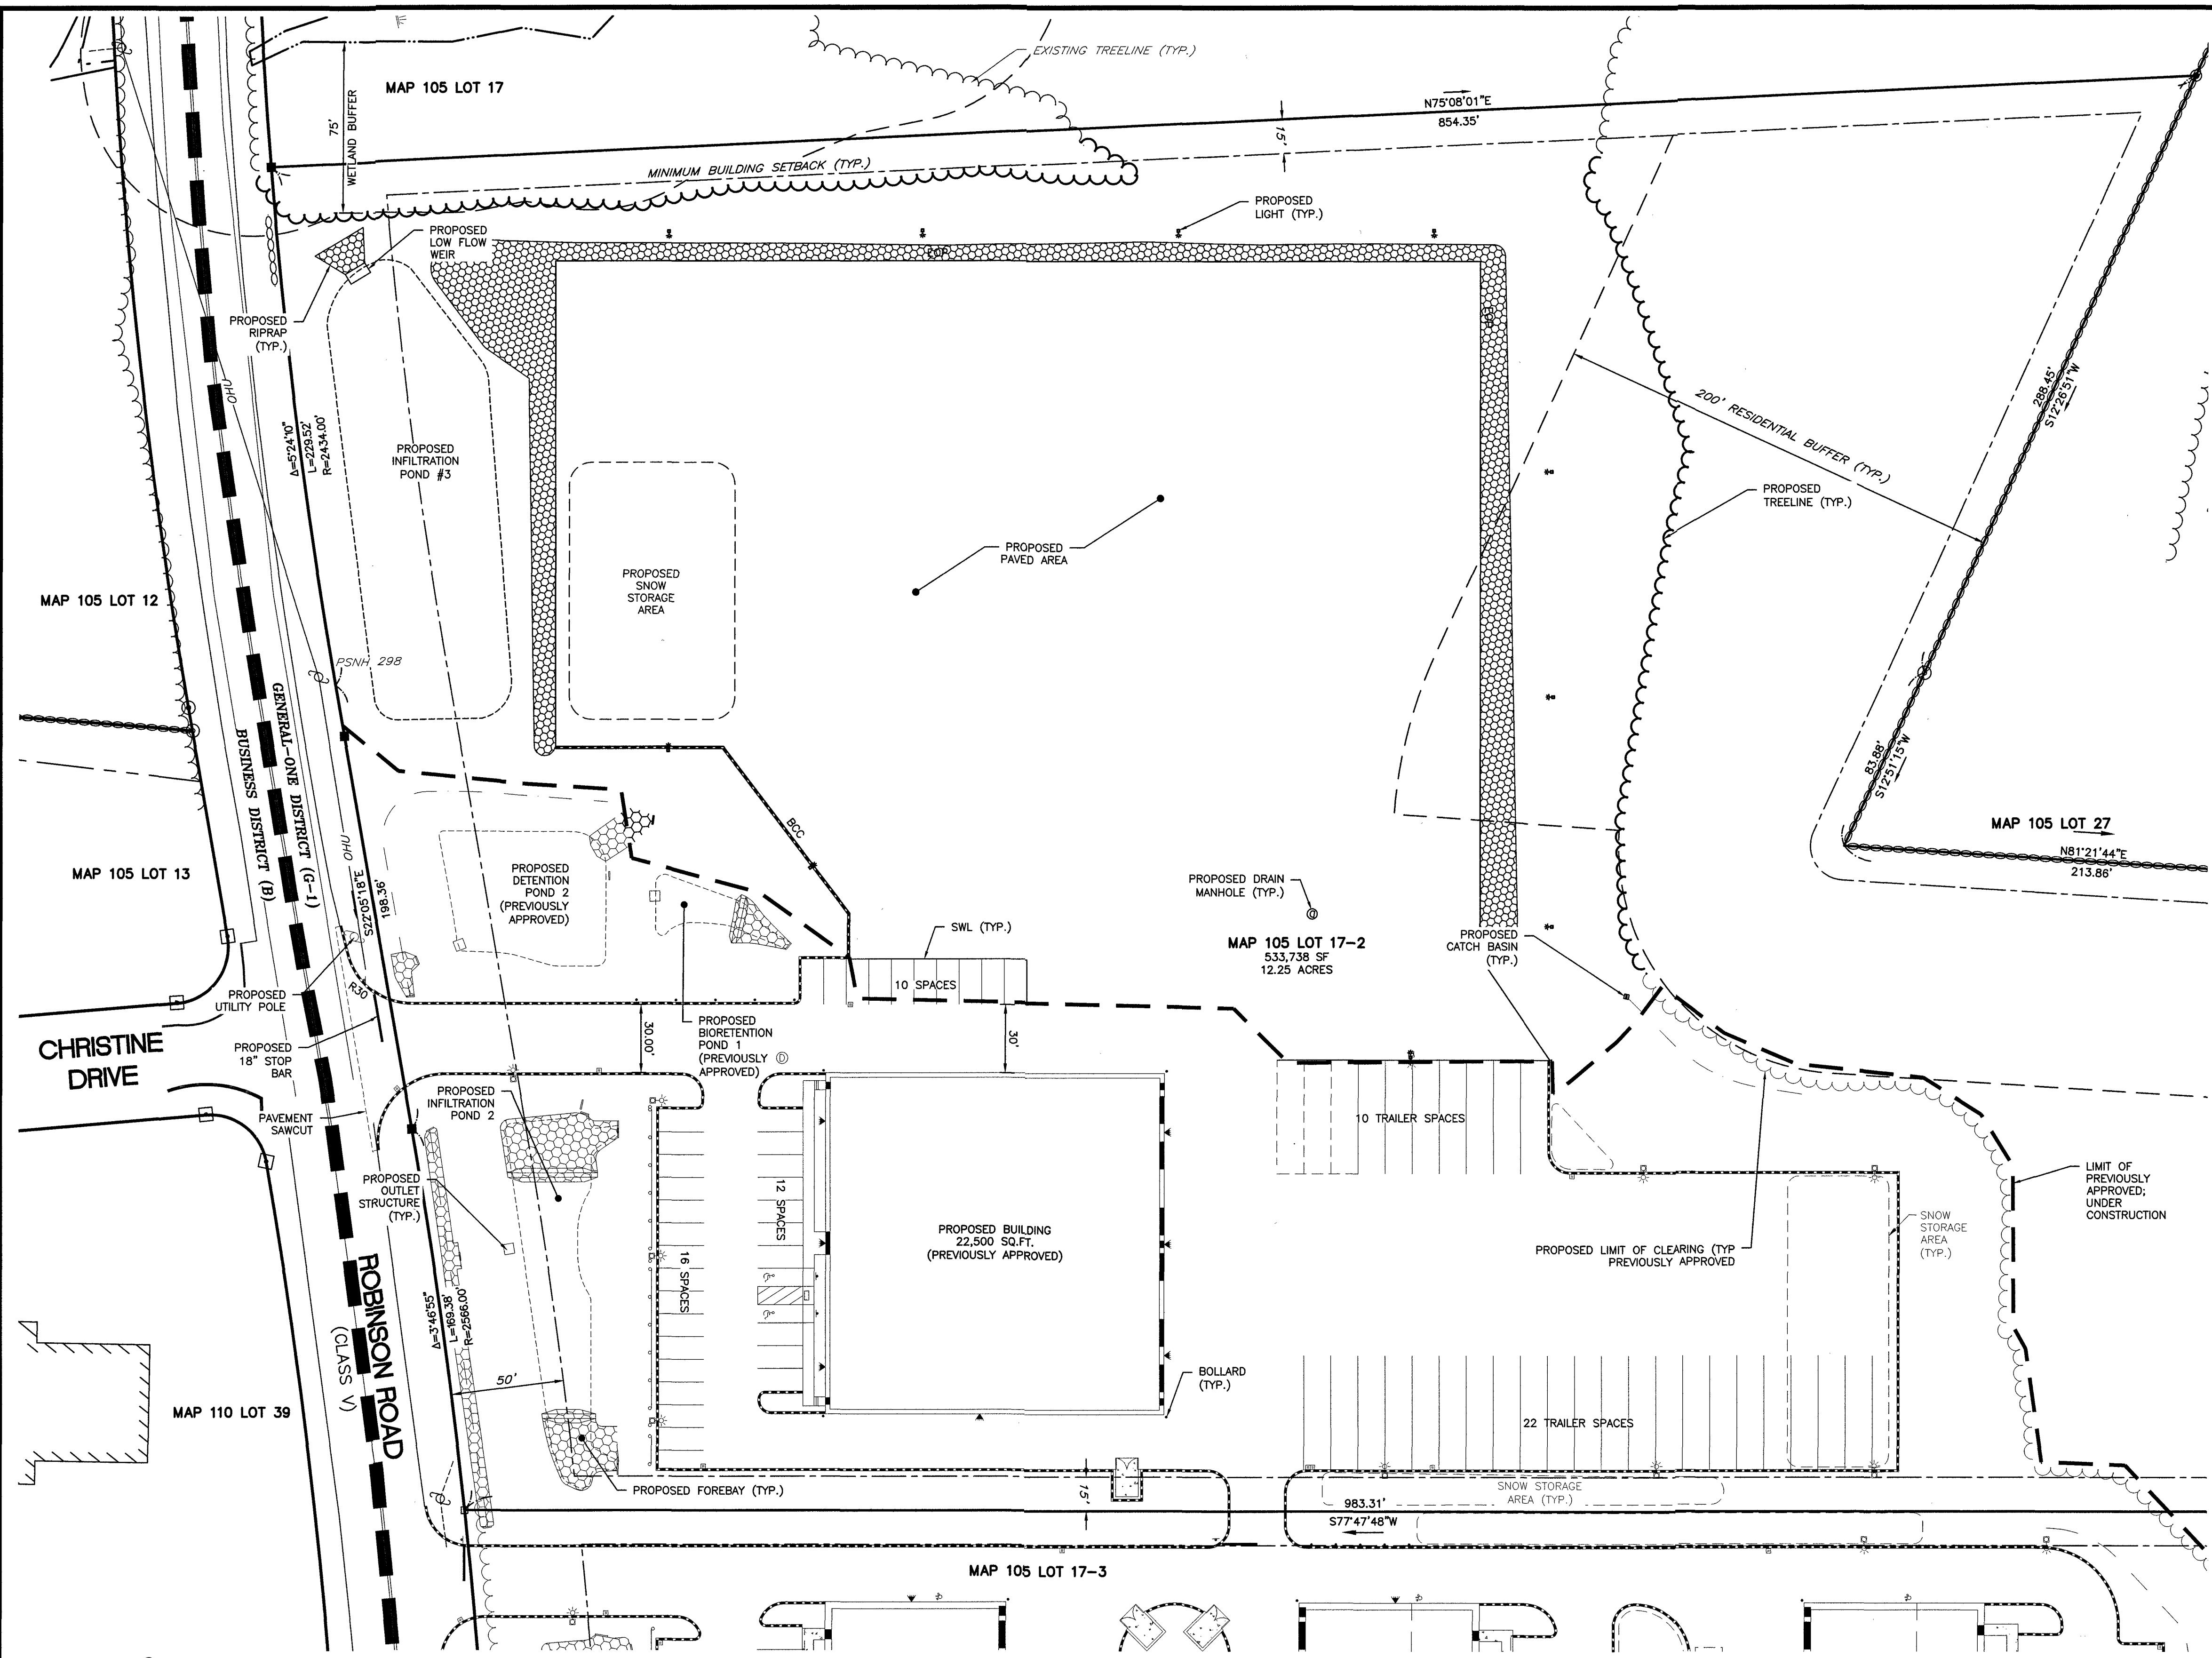 EXISTING TREELINE (TYP.)
MAP 105 LOT 17
75'
WETLAND BUFFER
N75°08'01"E
854.35'
15'
MINIMUM BUILDING SETBACK (TYP.)
PROPOSED
LIGHT (TYP.)
PROPOSED
LOW FLOW
WEIR
EOP
EOP
PROPOSED
RIPRAP
(TYP.)
OHU
Δ=5°24'10"
L=229.52'
R=2434.00'
PROPOSED
INFILTRATION
POND #3
288.45'
S12°26'51"W
200' RESIDENTIAL BUFFER (TYP.)
PROPOSED
TREELINE (TYP.)
PROPOSED
PAVED AREA
PROPOSED
SNOW
STORAGE
AREA
MAP 105 LOT 12
PSNH 298
GENERAL-ONE DISTRICT (G-1)
BUSINESS DISTRICT (B)
83.88'
S12°51'15"W
BCC
MAP 105 LOT 27
N81°21'44"E
213.86'
MAP 105 LOT 13
OHU
S22°05'18"E
198.36'
PROPOSED
DETENTION
POND 2
(PREVIOUSLY
APPROVED)
PROPOSED DRAIN
MANHOLE (TYP.)
SWL (TYP.)
MAP 105 LOT 17-2
533,738 SF
12.25 ACRES
PROPOSED
CATCH BASIN
(TYP.)
10 SPACES
PROPOSED
UTILITY POLE
R30
CHRISTINE
DRIVE
PROPOSED
18" STOP
BAR
30.00'
PROPOSED
BIORETENTION
POND 1
(PREVIOUSLY
APPROVED)
D
30'
PAVEMENT
SAWCUT
PROPOSED
INFILTRATION
POND 2
10 TRAILER SPACES
PROPOSED
OUTLET
STRUCTURE
(TYP.)
12 SPACES
LIMIT OF
PREVIOUSLY
APPROVED;
UNDER
CONSTRUCTION
PROPOSED BUILDING
22,500 SQ.FT.
(PREVIOUSLY APPROVED)
SNOW
STORAGE
AREA
(TYP.)
PROPOSED LIMIT OF CLEARING (TYP
PREVIOUSLY APPROVED
16 SPACES
Δ=3°46'55"
L=169.38'
R=2566.00'
ROBINSON ROAD
(CLASS V)
50'
BOLLARD
(TYP.)
MAP 110 LOT 39
22 TRAILER SPACES
PROPOSED FOREBAY (TYP.)
15'
SNOW STORAGE
AREA (TYP.)
983.31'
S77°47'48"W
MAP 105 LOT 17-3